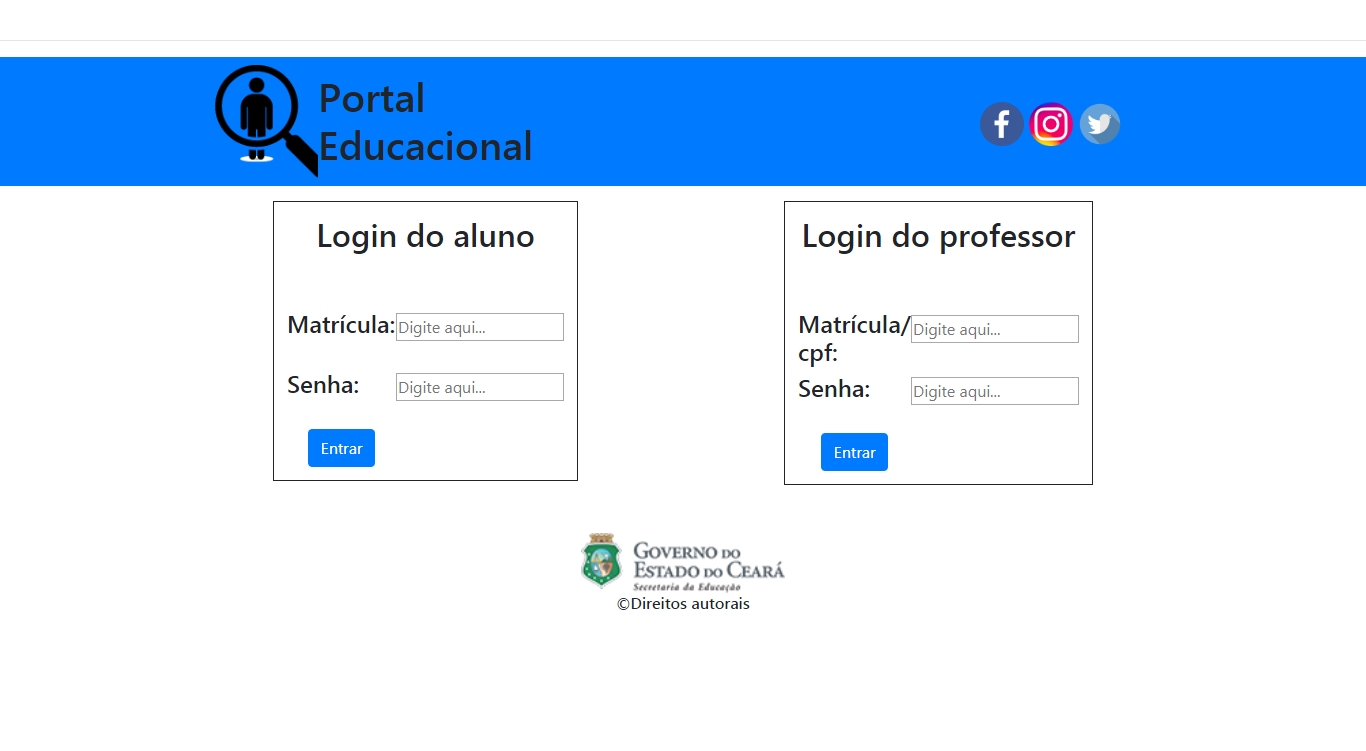 Portal
Educacional
Login do aluno
Matrícula:
Digite aqui...
Senha:
Digite aqui...
Entrar
Login do professor
Matrícula/
cpf:
Digite aqui...
Senha:
Digite aqui...
Entrar
GOVERNO DO
ESTADO DO CEARÁ
Secretaria da Educação
©Direitos autorais